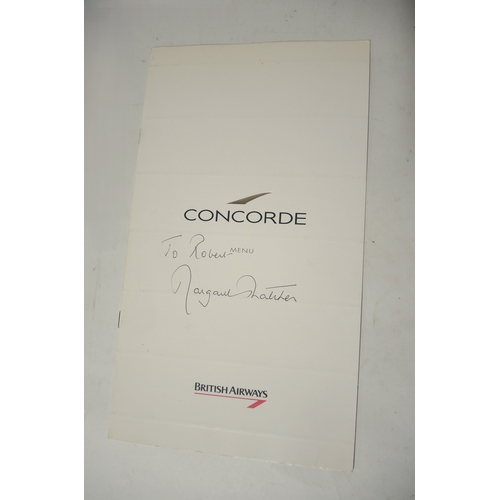 CONCORDE
To Robert MENU
Margaret Thatcher
BRITISH AIRWAYS